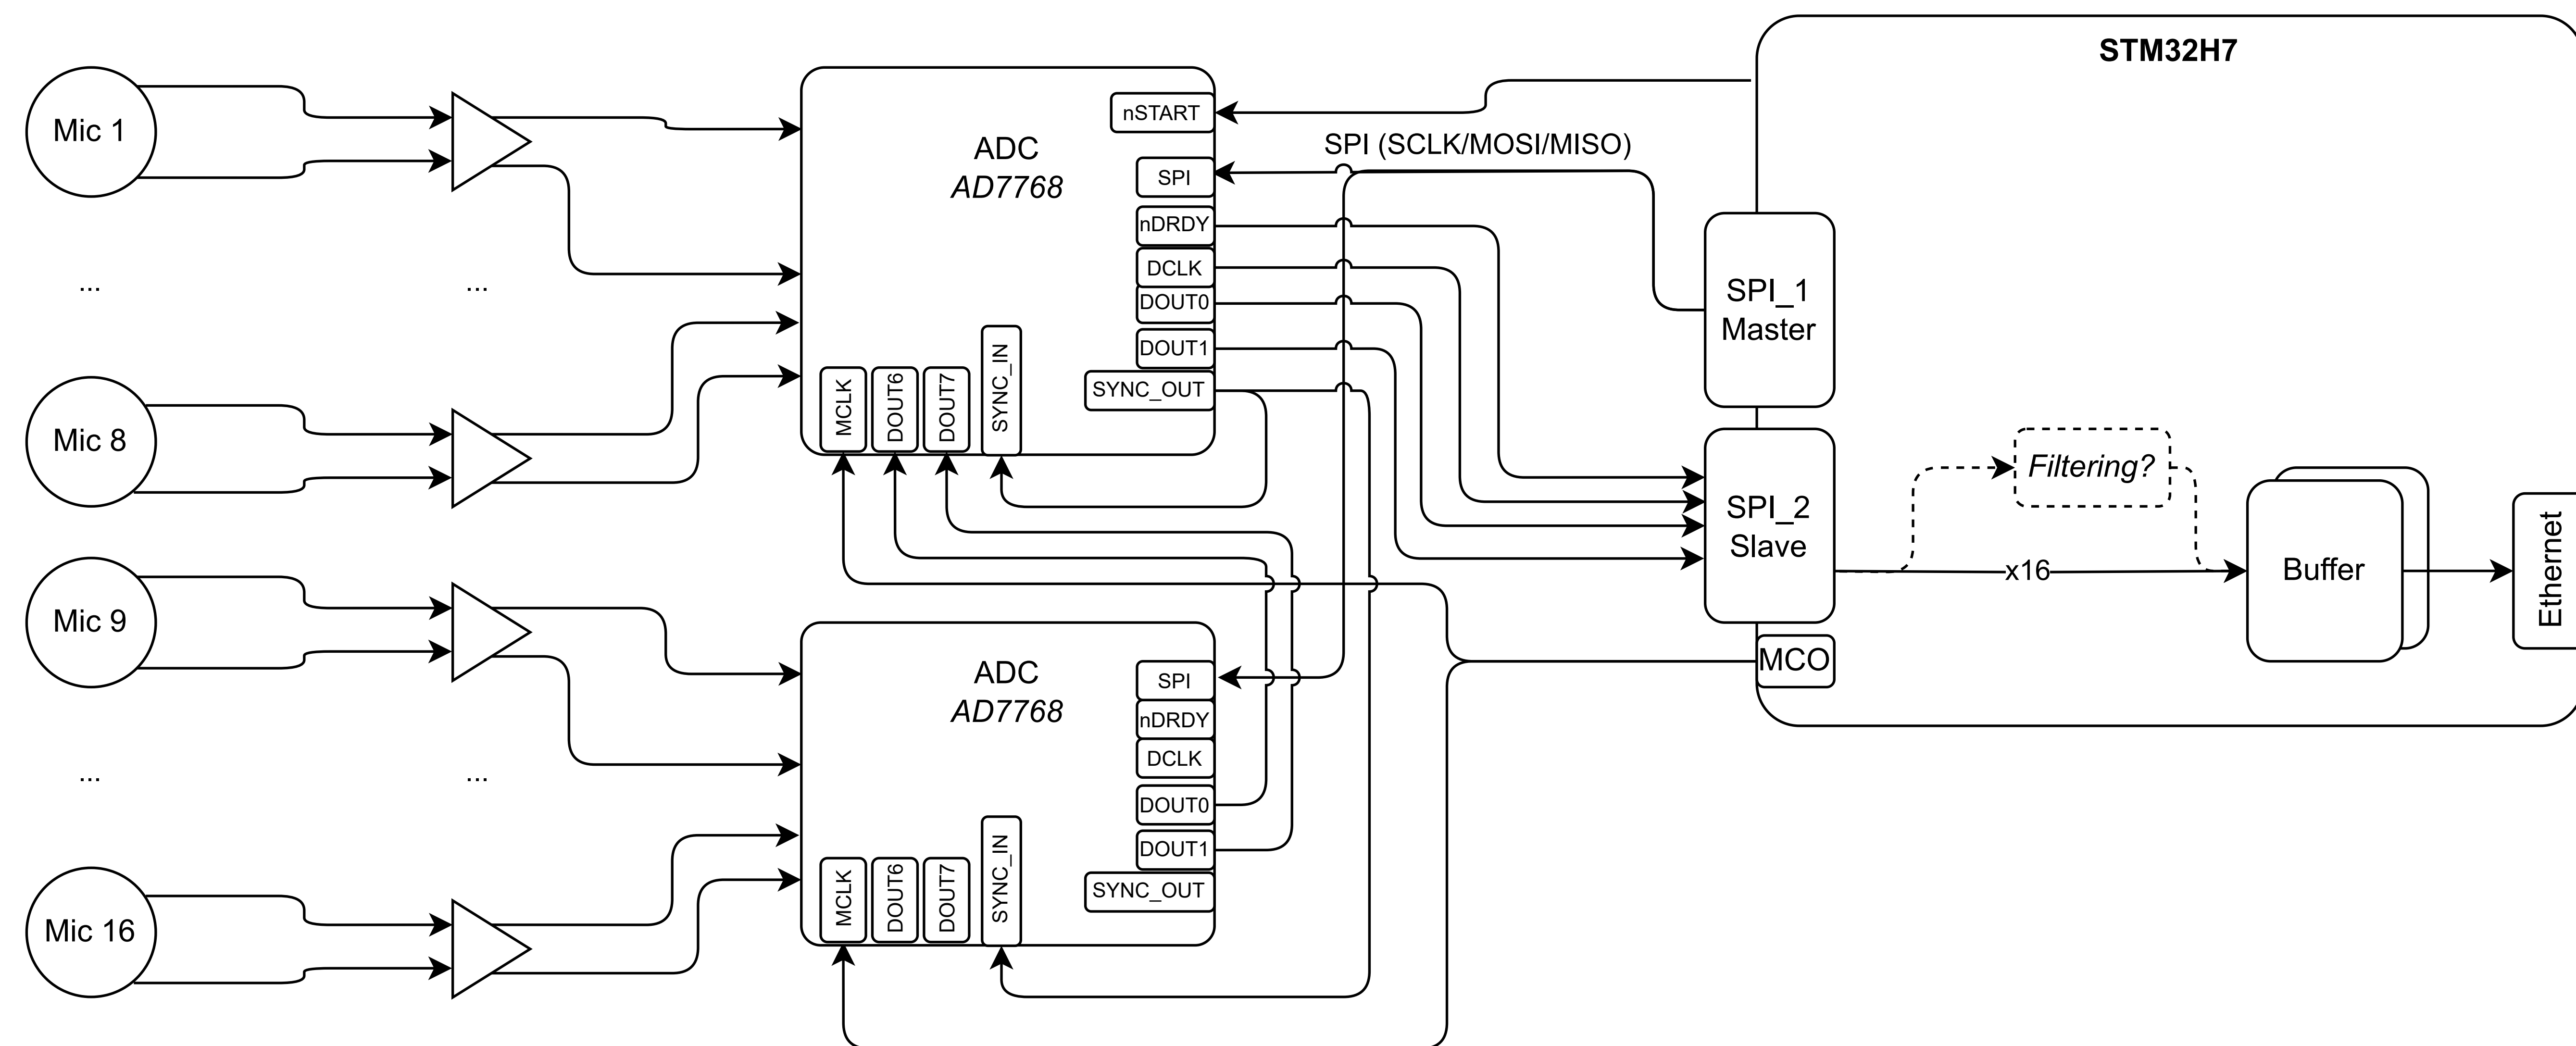 STM32H7
Mic 1
ADC
AD7768
nSTART
SPI (SCLK/MOSI/MISO)
SPI
nDRDY
DCLK
DOUT0
DOUT1
SYNC_OUT
MCLK
DOUT6
DOUT7
SYNC_IN
...
...
Mic 8
SPI_1
Master
SPI_2
Slave
Filtering?
x16
Buffer
Ethernet
MCO
Mic 9
ADC
AD7768
SPI
nDRDY
DCLK
DOUT0
DOUT1
SYNC_OUT
MCLK
DOUT6
DOUT7
SYNC_IN
...
...
Mic 16